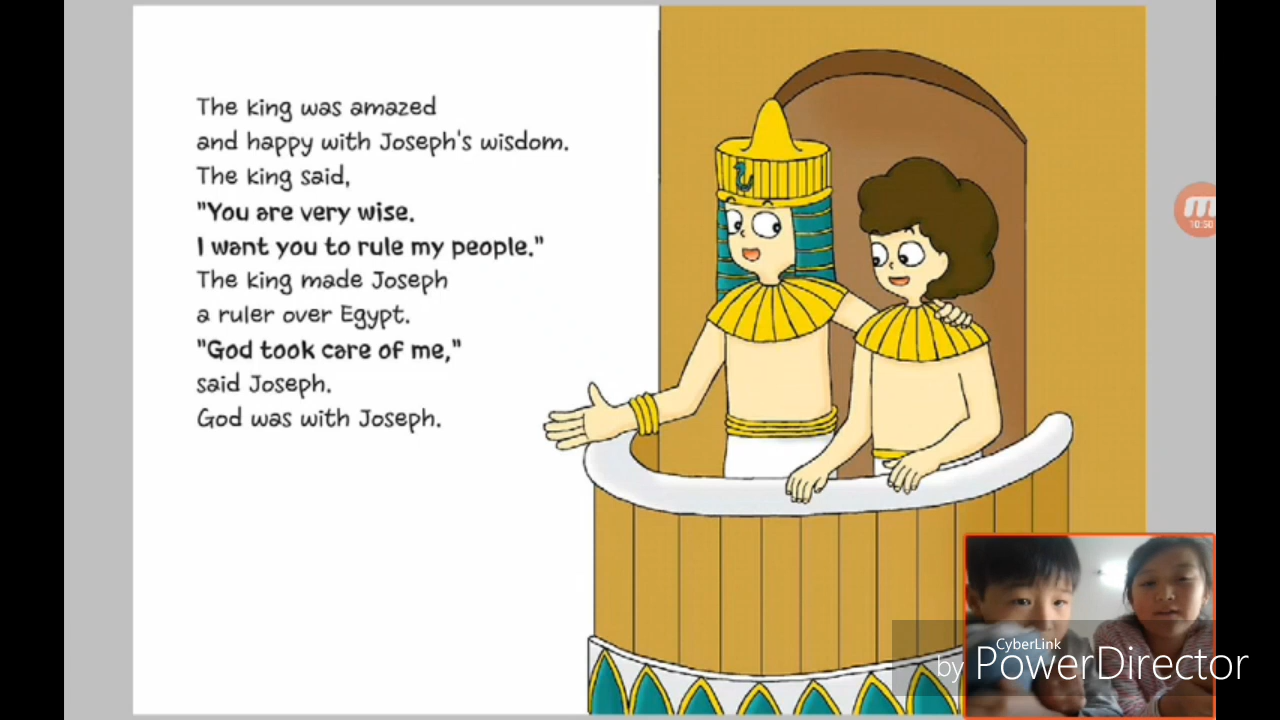 The king was amazed
and happy with Joseph's wisdom.
The king said,
"You are very wise.
I want you to rule my people."
The king made Joseph
a ruler over Egypt.
"God took care of me,"
said Joseph.
God was with Joseph.
10:50
CyberLink
by PowerDirector